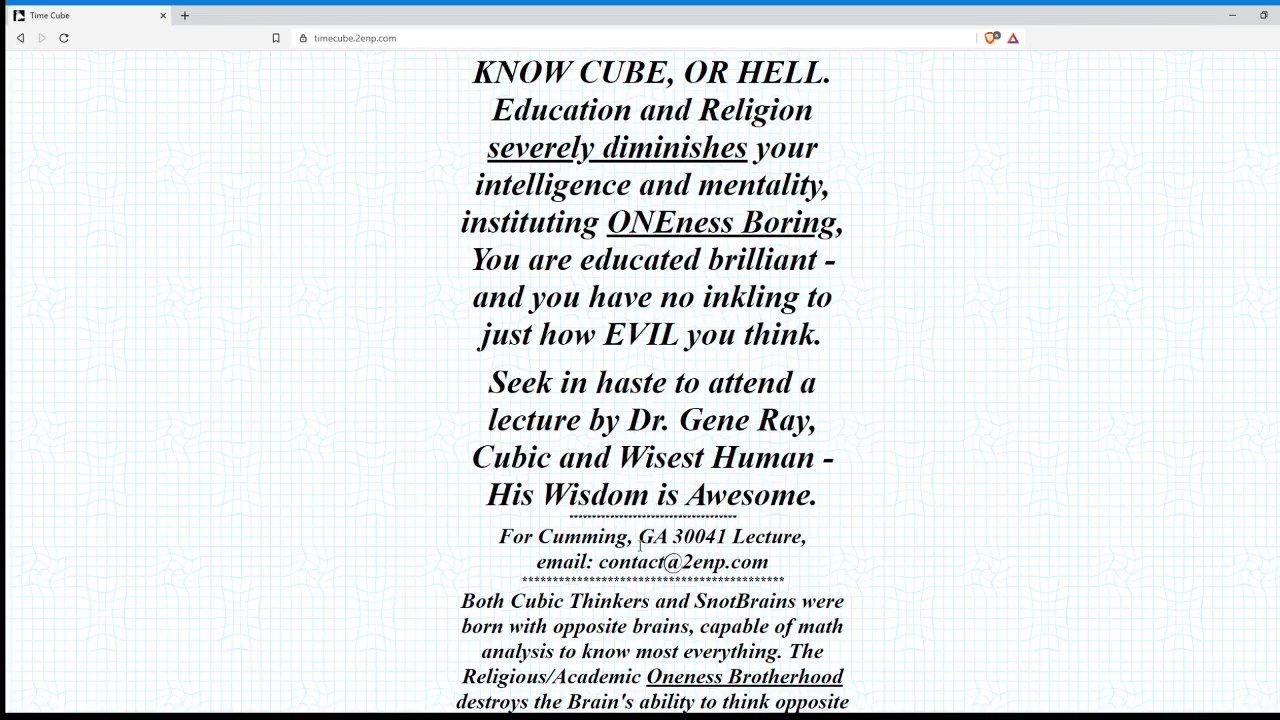 Time Cube
timecube.2enp.com
KNOW CUBE, OR HELL.
Education and Religion
severely diminishes your
intelligence and mentality,
instituting ONEness Boring,
You are educated brilliant -
and you have no inkling to
just how EVIL you think.
Seek in haste to attend a
lecture by Dr. Gene Ray,
Cubic and Wisest Human -
His Wisdom is Awesome.
For Cumming, GA 30041 Lecture,
email: contact@2enp.com
*******************************************
Both Cubic Thinkers and SnotBrains were
born with opposite brains, capable of math
analysis to know most everything. The
Religious/Academic Oneness Brotherhood
destroys the Brain's ability to think opposite